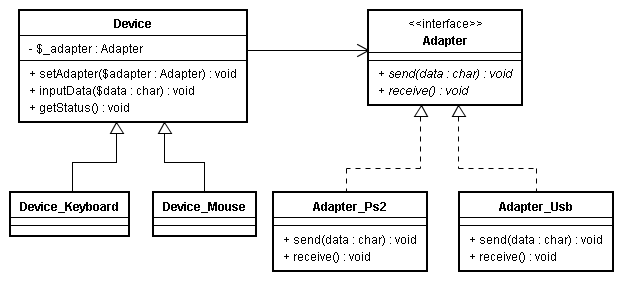 Device
- $_adapter : Adapter
+ setAdapter($adapter : Adapter) : void
+ inputData($data : char) : void
+ getStatus() : void
<<interface>>
Adapter
+ send(data : char) : void
+ receive() : void
Device_Keyboard
Device_Mouse
Adapter_Ps2
+ send(data : char) : void
+ receive() : void
Adapter_Usb
+ send(data : char) : void
+ receive() : void